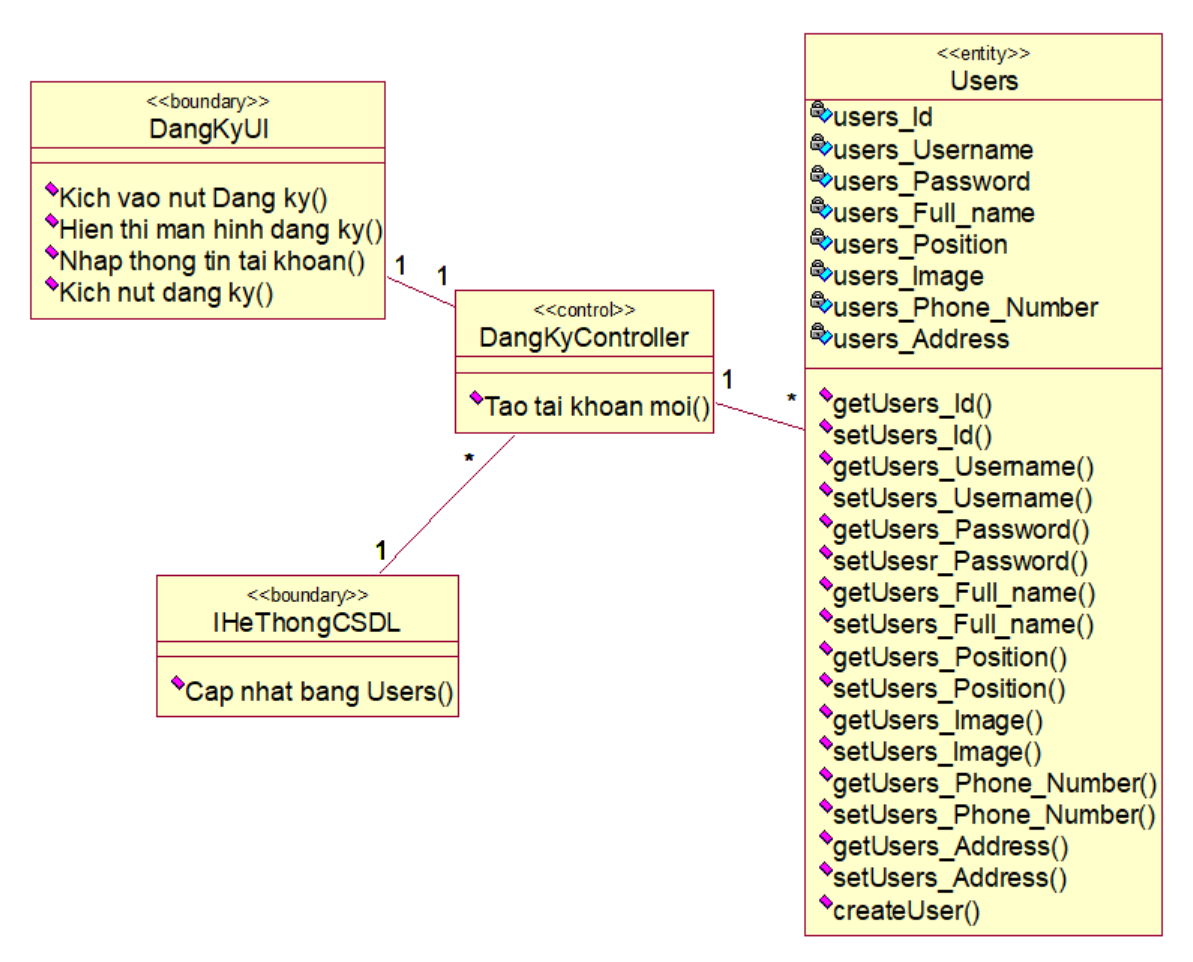 <<boundary>>
DangKyUI
Kich vao nut Dang ky()
Hien thi man hinh dang ky()
Nhap thong tin tai khoan()
Kich nut dang ky()
1
1
<<control>>
DangKyController
Tao tai khoan moi()
1
*
*
1
<<boundary>>
IHeThongCSDL
Cap nhat bang Users()
<<entity>>
Users
users_Id
users_Username
users_Password
users_Full_name
users_Position
users_Image
users_Phone_Number
users_Address
getUsers_Id()
setUsers_Id()
getUsers_Username()
setUsers_Username()
getUsers_Password()
setUsesr_Password()
getUsers_Full_name()
setUsers_Full_name()
getUsers_Position()
setUsers_Position()
getUsers_Image()
setUsers_Image()
getUsers_Phone_Number()
setUsers_Phone_Number()
getUsers_Address()
setUsers_Address()
createUser()